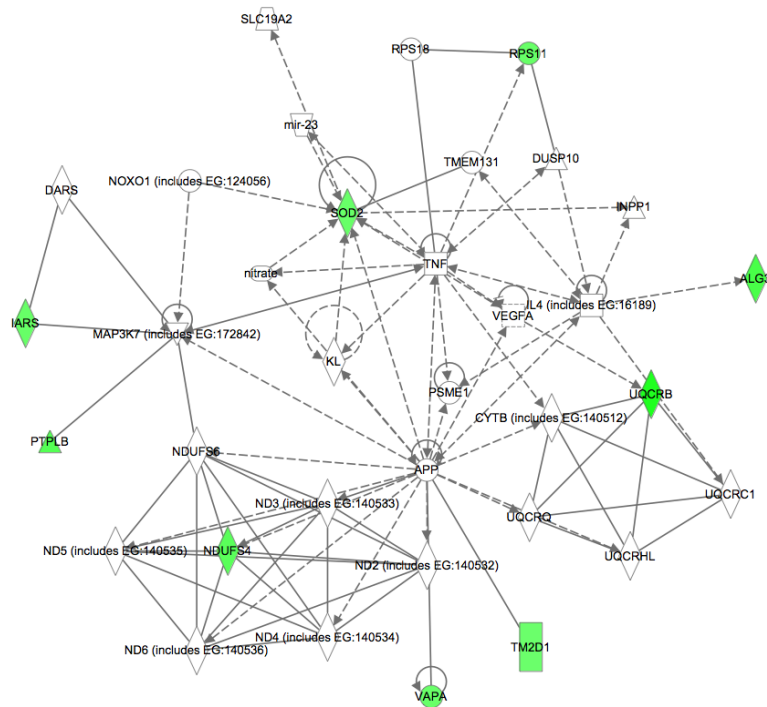 SLC19A2
RPS18
RPS11
mir-23
TMEM131
DUSP10
DARS
NOXO1 (includes EG:124056)
SOD2
INPP1
TNF
nitrate
ALG3
IL4 (includes EG:16189)
VEGFA
IARS
MAP3K7 (includes EG:172842)
KL
PSME1
UQCRB
CYTB (includes EG:140512)
PTPLB
NDUFS6
APP
UQCRC1
ND3 (includes EG:140533)
UQCRQ
ND5 (includes EG:140535)
NDUFS4
ND2 (includes EG:140532)
UQCRHL
ND4 (includes EG:140534)
ND6 (includes EG:140536)
TM2D1
VAPA